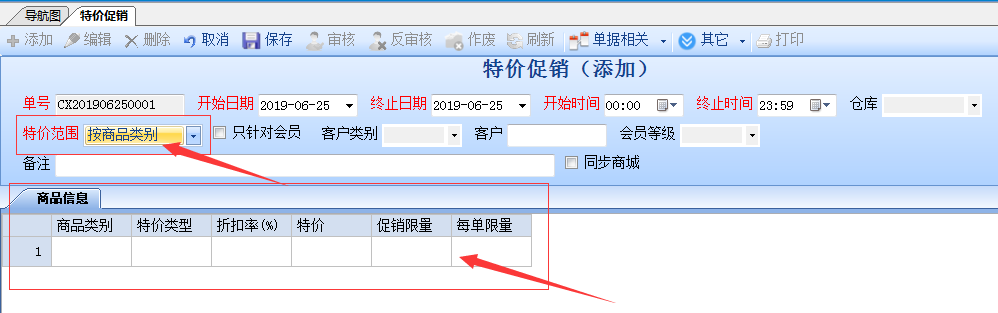 导航图 特价促销
添加 编辑 删除 取消 保存 审核 反审核 作废 刷新 单据相关 其它 打印
特价促销（添加）
单号 CX201906250001 开始日期 2019-06-25 终止日期 2019-06-25 开始时间 00:00 终止时间 23:59 仓库
特价范围 按商品类别 只针对会员 客户类别 客户 会员等级
备注 同步商城
商品信息
商品类别 特价类型 折扣率(%) 特价 促销限量 每单限量
1